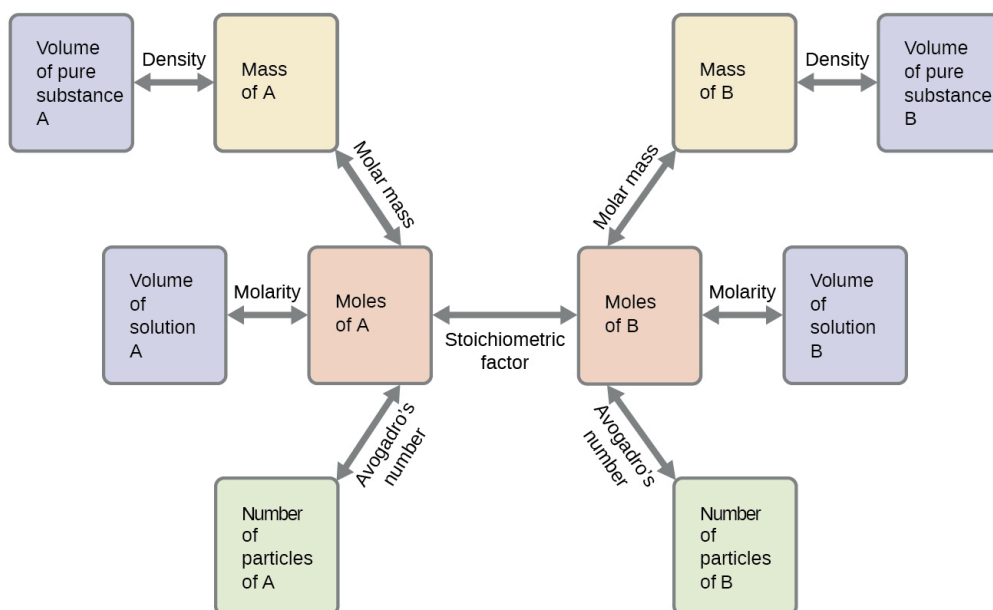 Volume
of pure
substance
A
Density
Mass
of A
Mass
of B
Density
Volume
of pure
substance
B
Molar mass
Molar mass
Volume
of
solution
A
Molarity
Moles
of A
Stoichiometric
factor
Moles
of B
Molarity
Volume
of
solution
B
Avogadro’s
number
Avogadro’s
number
Number
of
particles
of A
Number
of
particles
of B